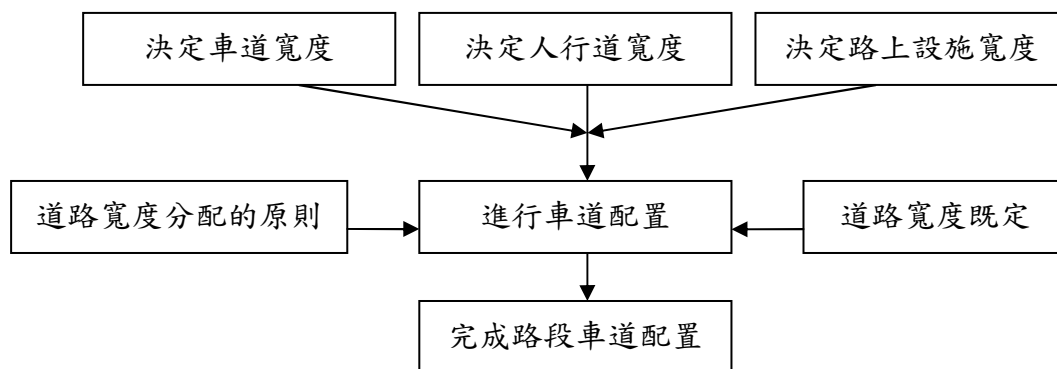 決定車道寬度
決定人行道寬度
決定路上設施寬度
道路寬度分配的原則
進行車道配置
道路寬度既定
完成路段車道配置